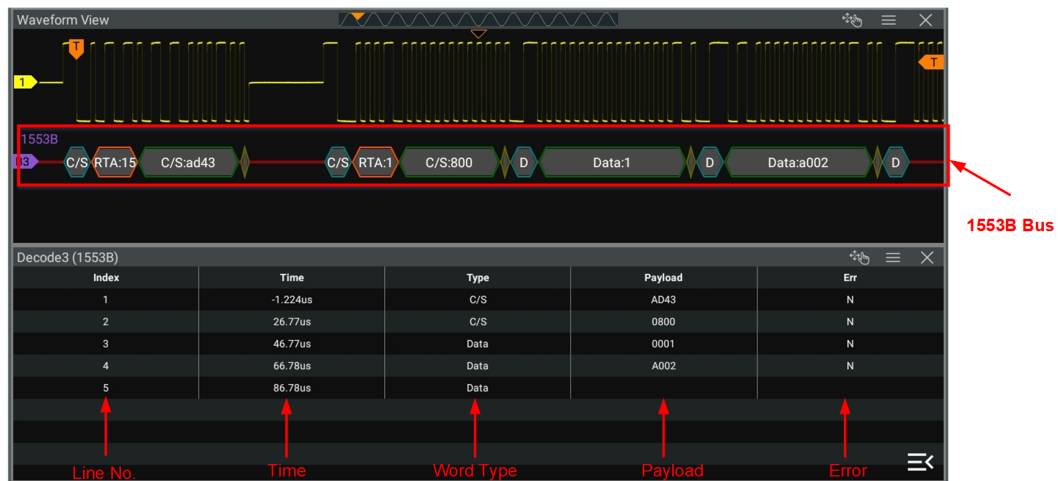 Waveform View
T
T
1
1553B
B3
C/S RTA:15 C/S:ad43 C/S RTA:1 C/S:800 D Data:1 D Data:a002 D
1553B Bus
Decode3 (1553B)
Index Time Type Payload Err
1 -1.224us C/S AD43 N
2 26.77us C/S 0800 N
3 46.77us Data 0001 N
4 66.78us Data A002 N
5 86.78us Data
Line No. Time Word Type Payload Error